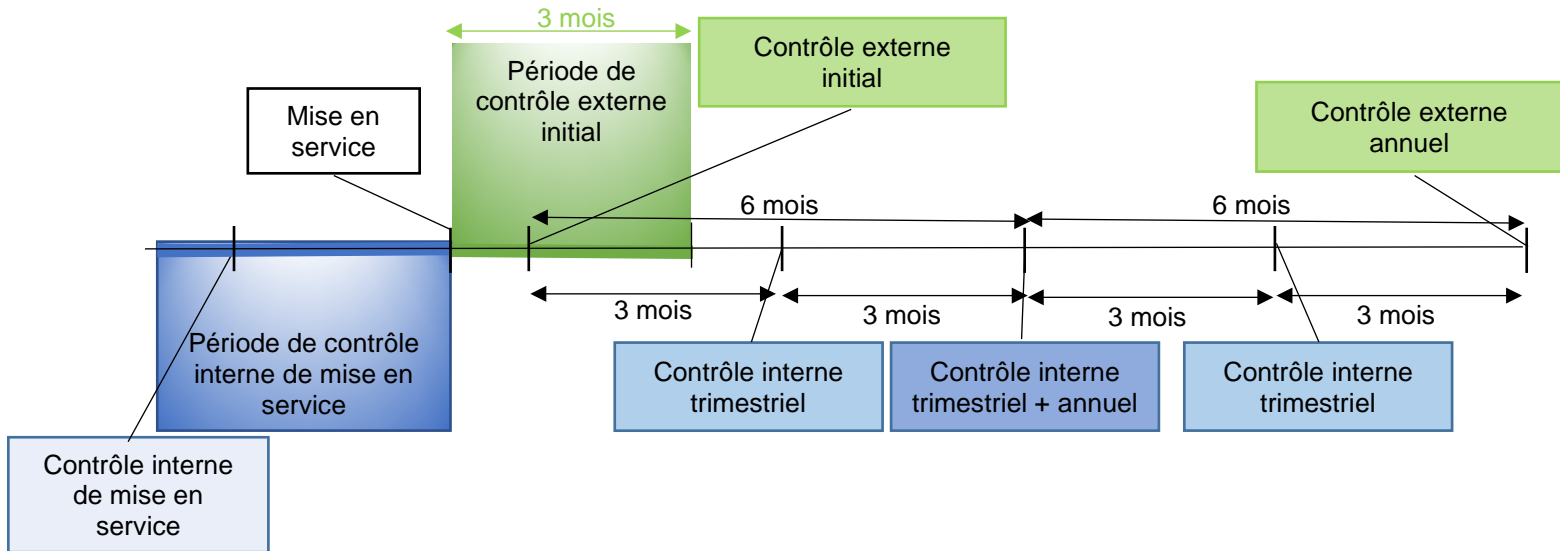 3 mois
Période de
contrôle externe
initial
Contrôle externe
initial
Mise en
service
Contrôle externe
annuel
6 mois
6 mois
3 mois
3 mois
3 mois
3 mois
Période de contrôle
interne de mise en
service
Contrôle interne
trimestriel
Contrôle interne
trimestriel + annuel
Contrôle interne
trimestriel
Contrôle interne
de mise en
service